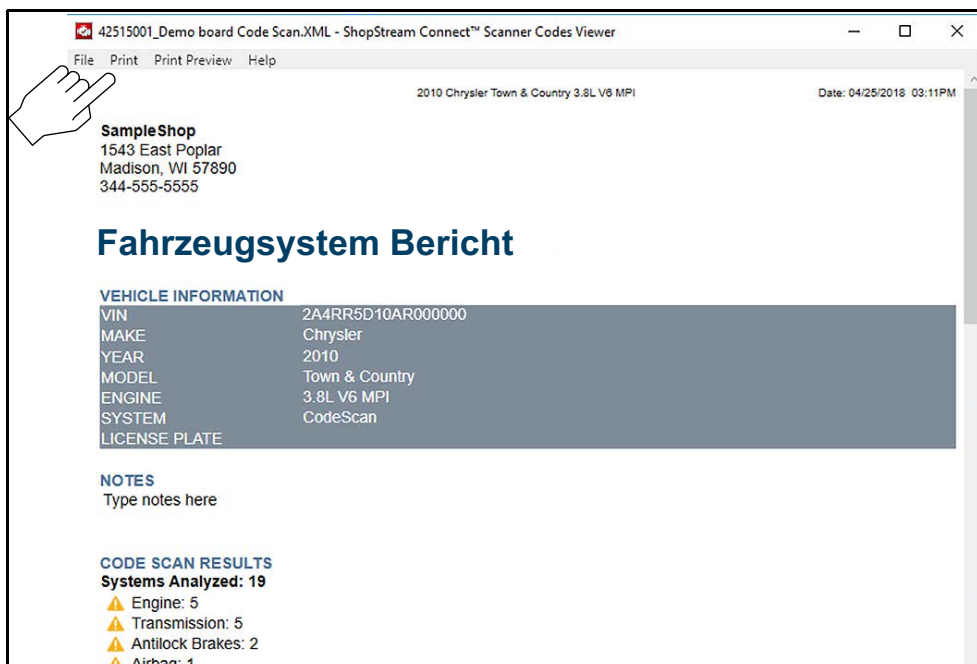 42515001_Demo board Code Scan.XML - ShopStream Connect™ Scanner Codes Viewer
File Print Print Preview Help
2010 Chrysler Town & Country 3.8L V6 MPI Date: 04/25/2018 03:11PM
SampleShop
1543 East Poplar
Madison, WI 57890
344-555-5555
Fahrzeugsystem Bericht
VEHICLE INFORMATION
VIN 2A4RR5D10AR000000
MAKE Chrysler
YEAR 2010
MODEL Town & Country
ENGINE 3.8L V6 MPI
SYSTEM CodeScan
LICENSE PLATE
NOTES
Type notes here
CODE SCAN RESULTS
Systems Analyzed: 19
Engine: 5
Transmission: 5
Antilock Brakes: 2
Airbag: 1